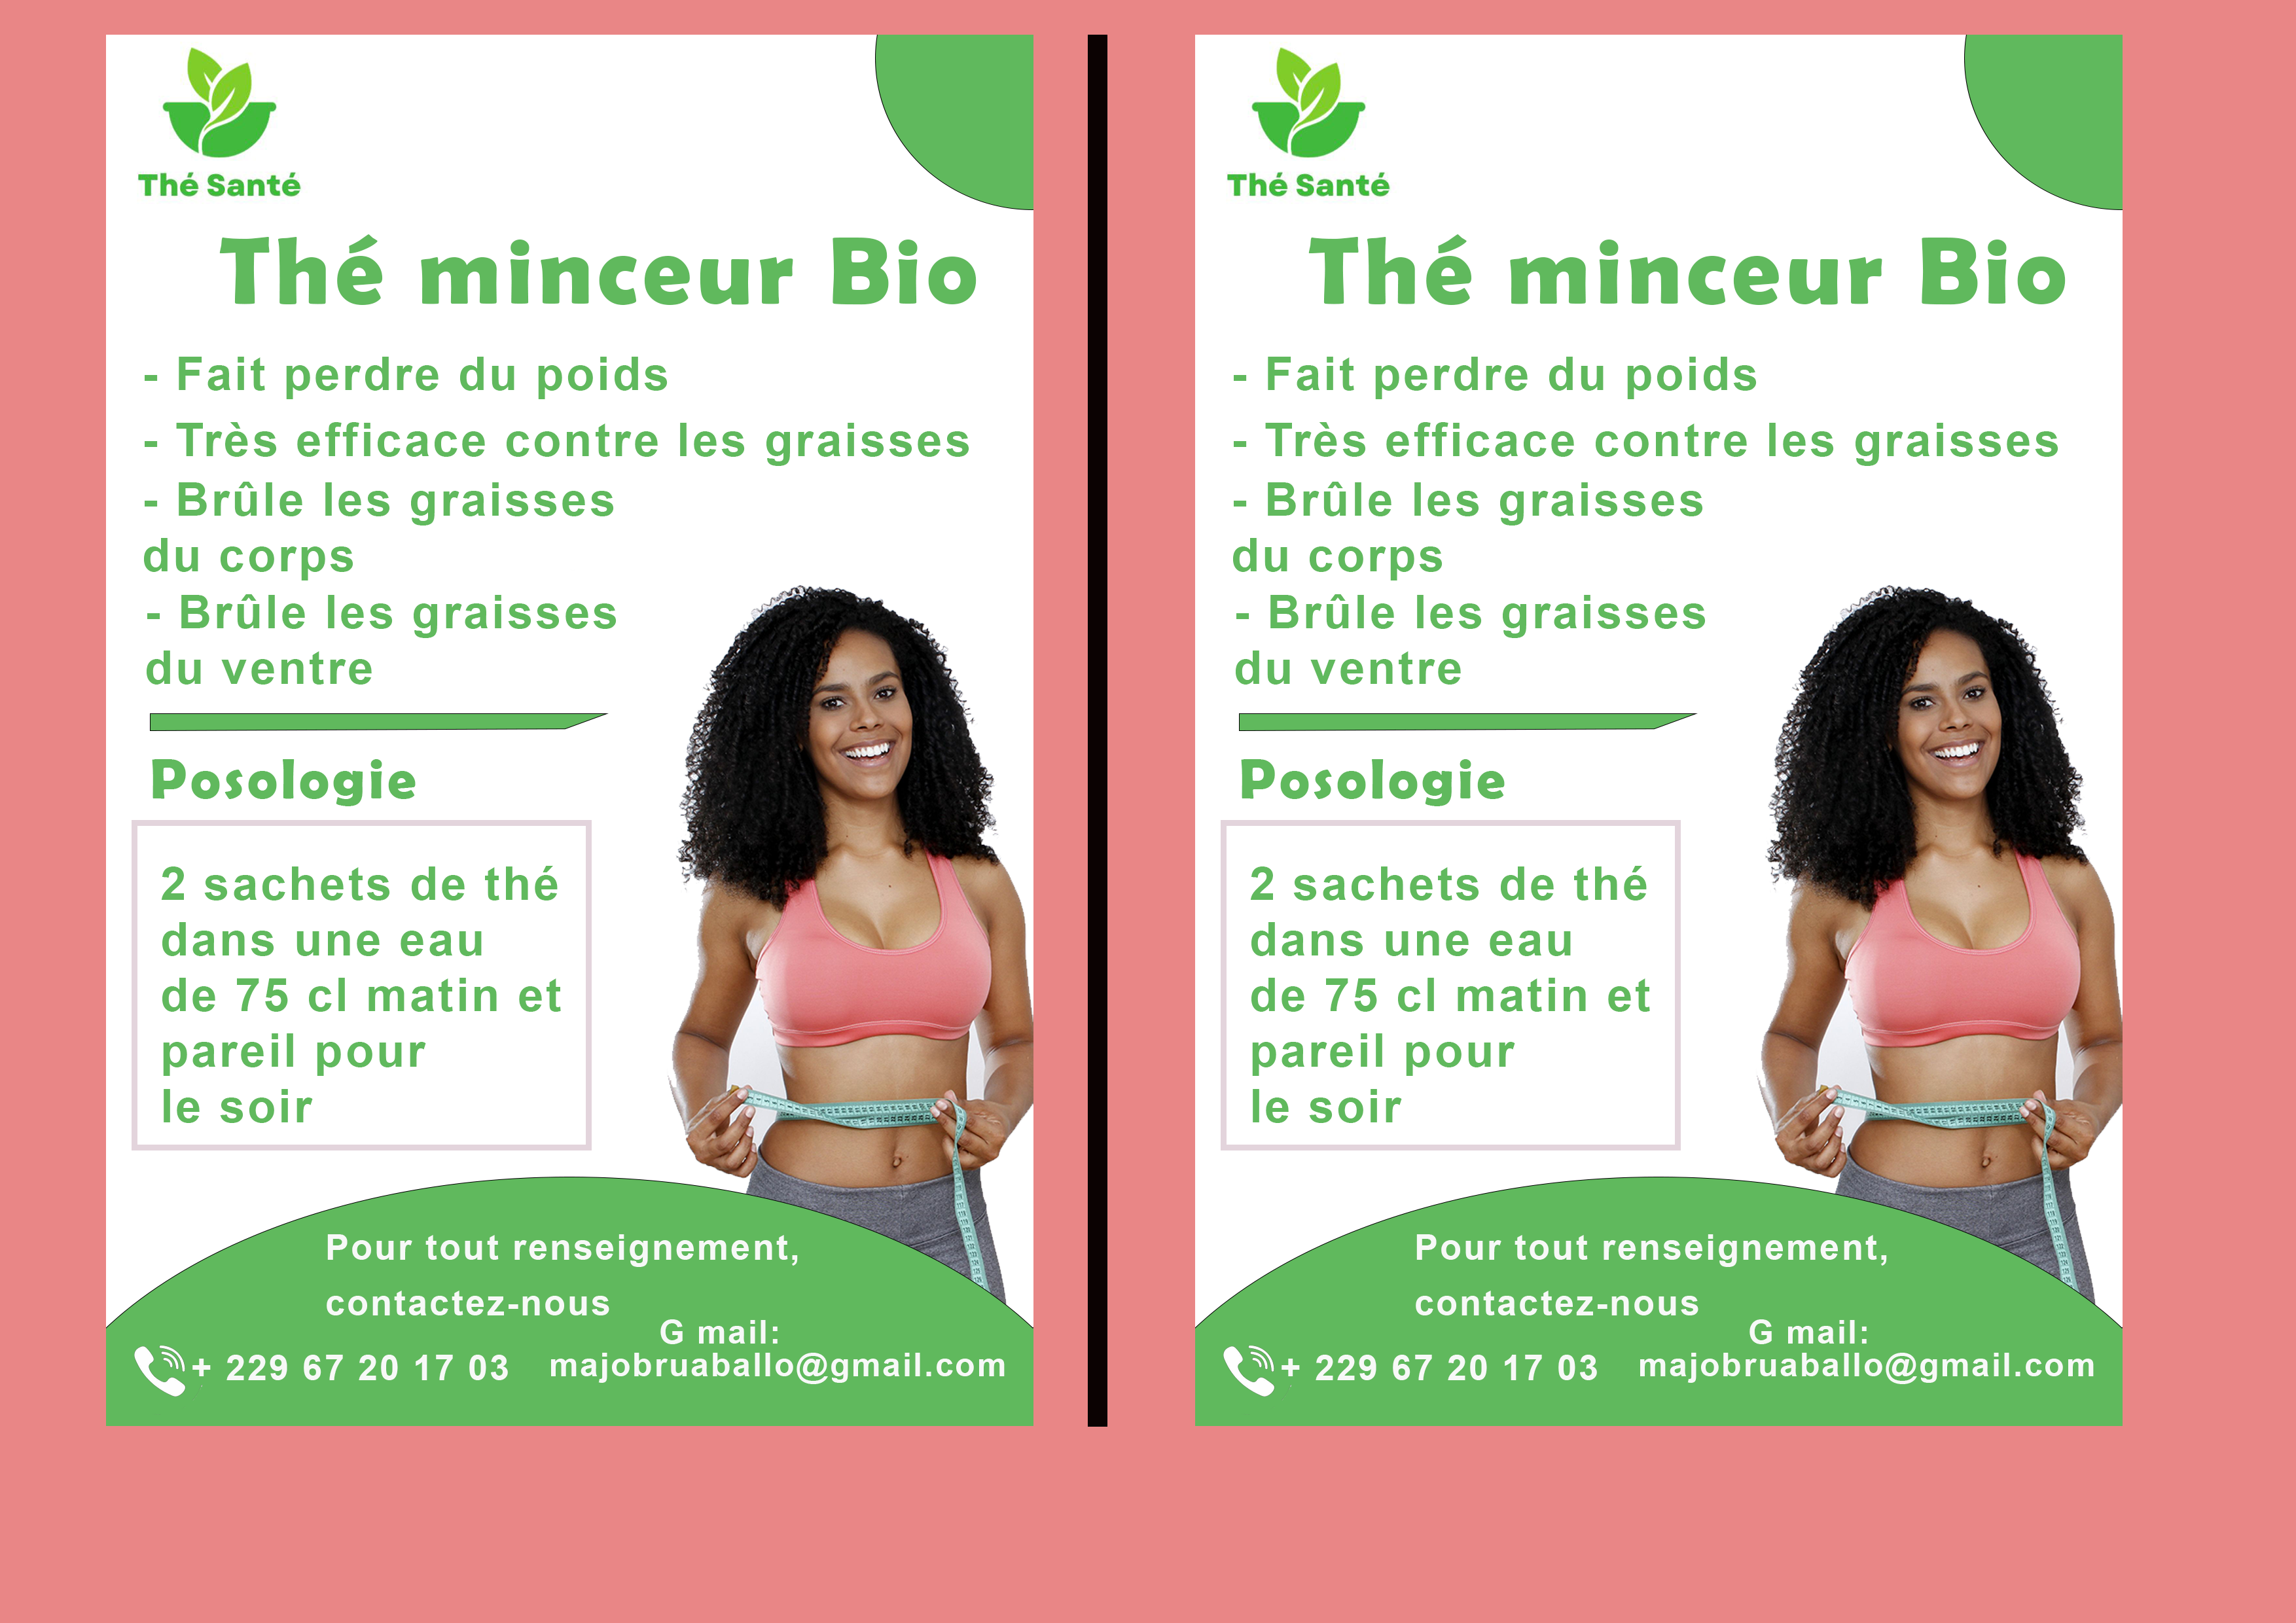 Thé Santé
Thé minceur Bio
- Fait perdre du poids
- Très efficace contre les graisses
- Brûle les graisses
du corps
- Brûle les graisses
du ventre
Posologie
2 sachets de thé
dans une eau
de 75 cl matin et
pareil pour
le soir
Pour tout renseignement,
contactez-nous
+ 229 67 20 17 03
G mail:
majobruaballo@gmail.com
Thé Santé
Thé minceur Bio
- Fait perdre du poids
- Très efficace contre les graisses
- Brûle les graisses
du corps
- Brûle les graisses
du ventre
Posologie
2 sachets de thé
dans une eau
de 75 cl matin et
pareil pour
le soir
Pour tout renseignement,
contactez-nous
+ 229 67 20 17 03
G mail:
majobruaballo@gmail.com